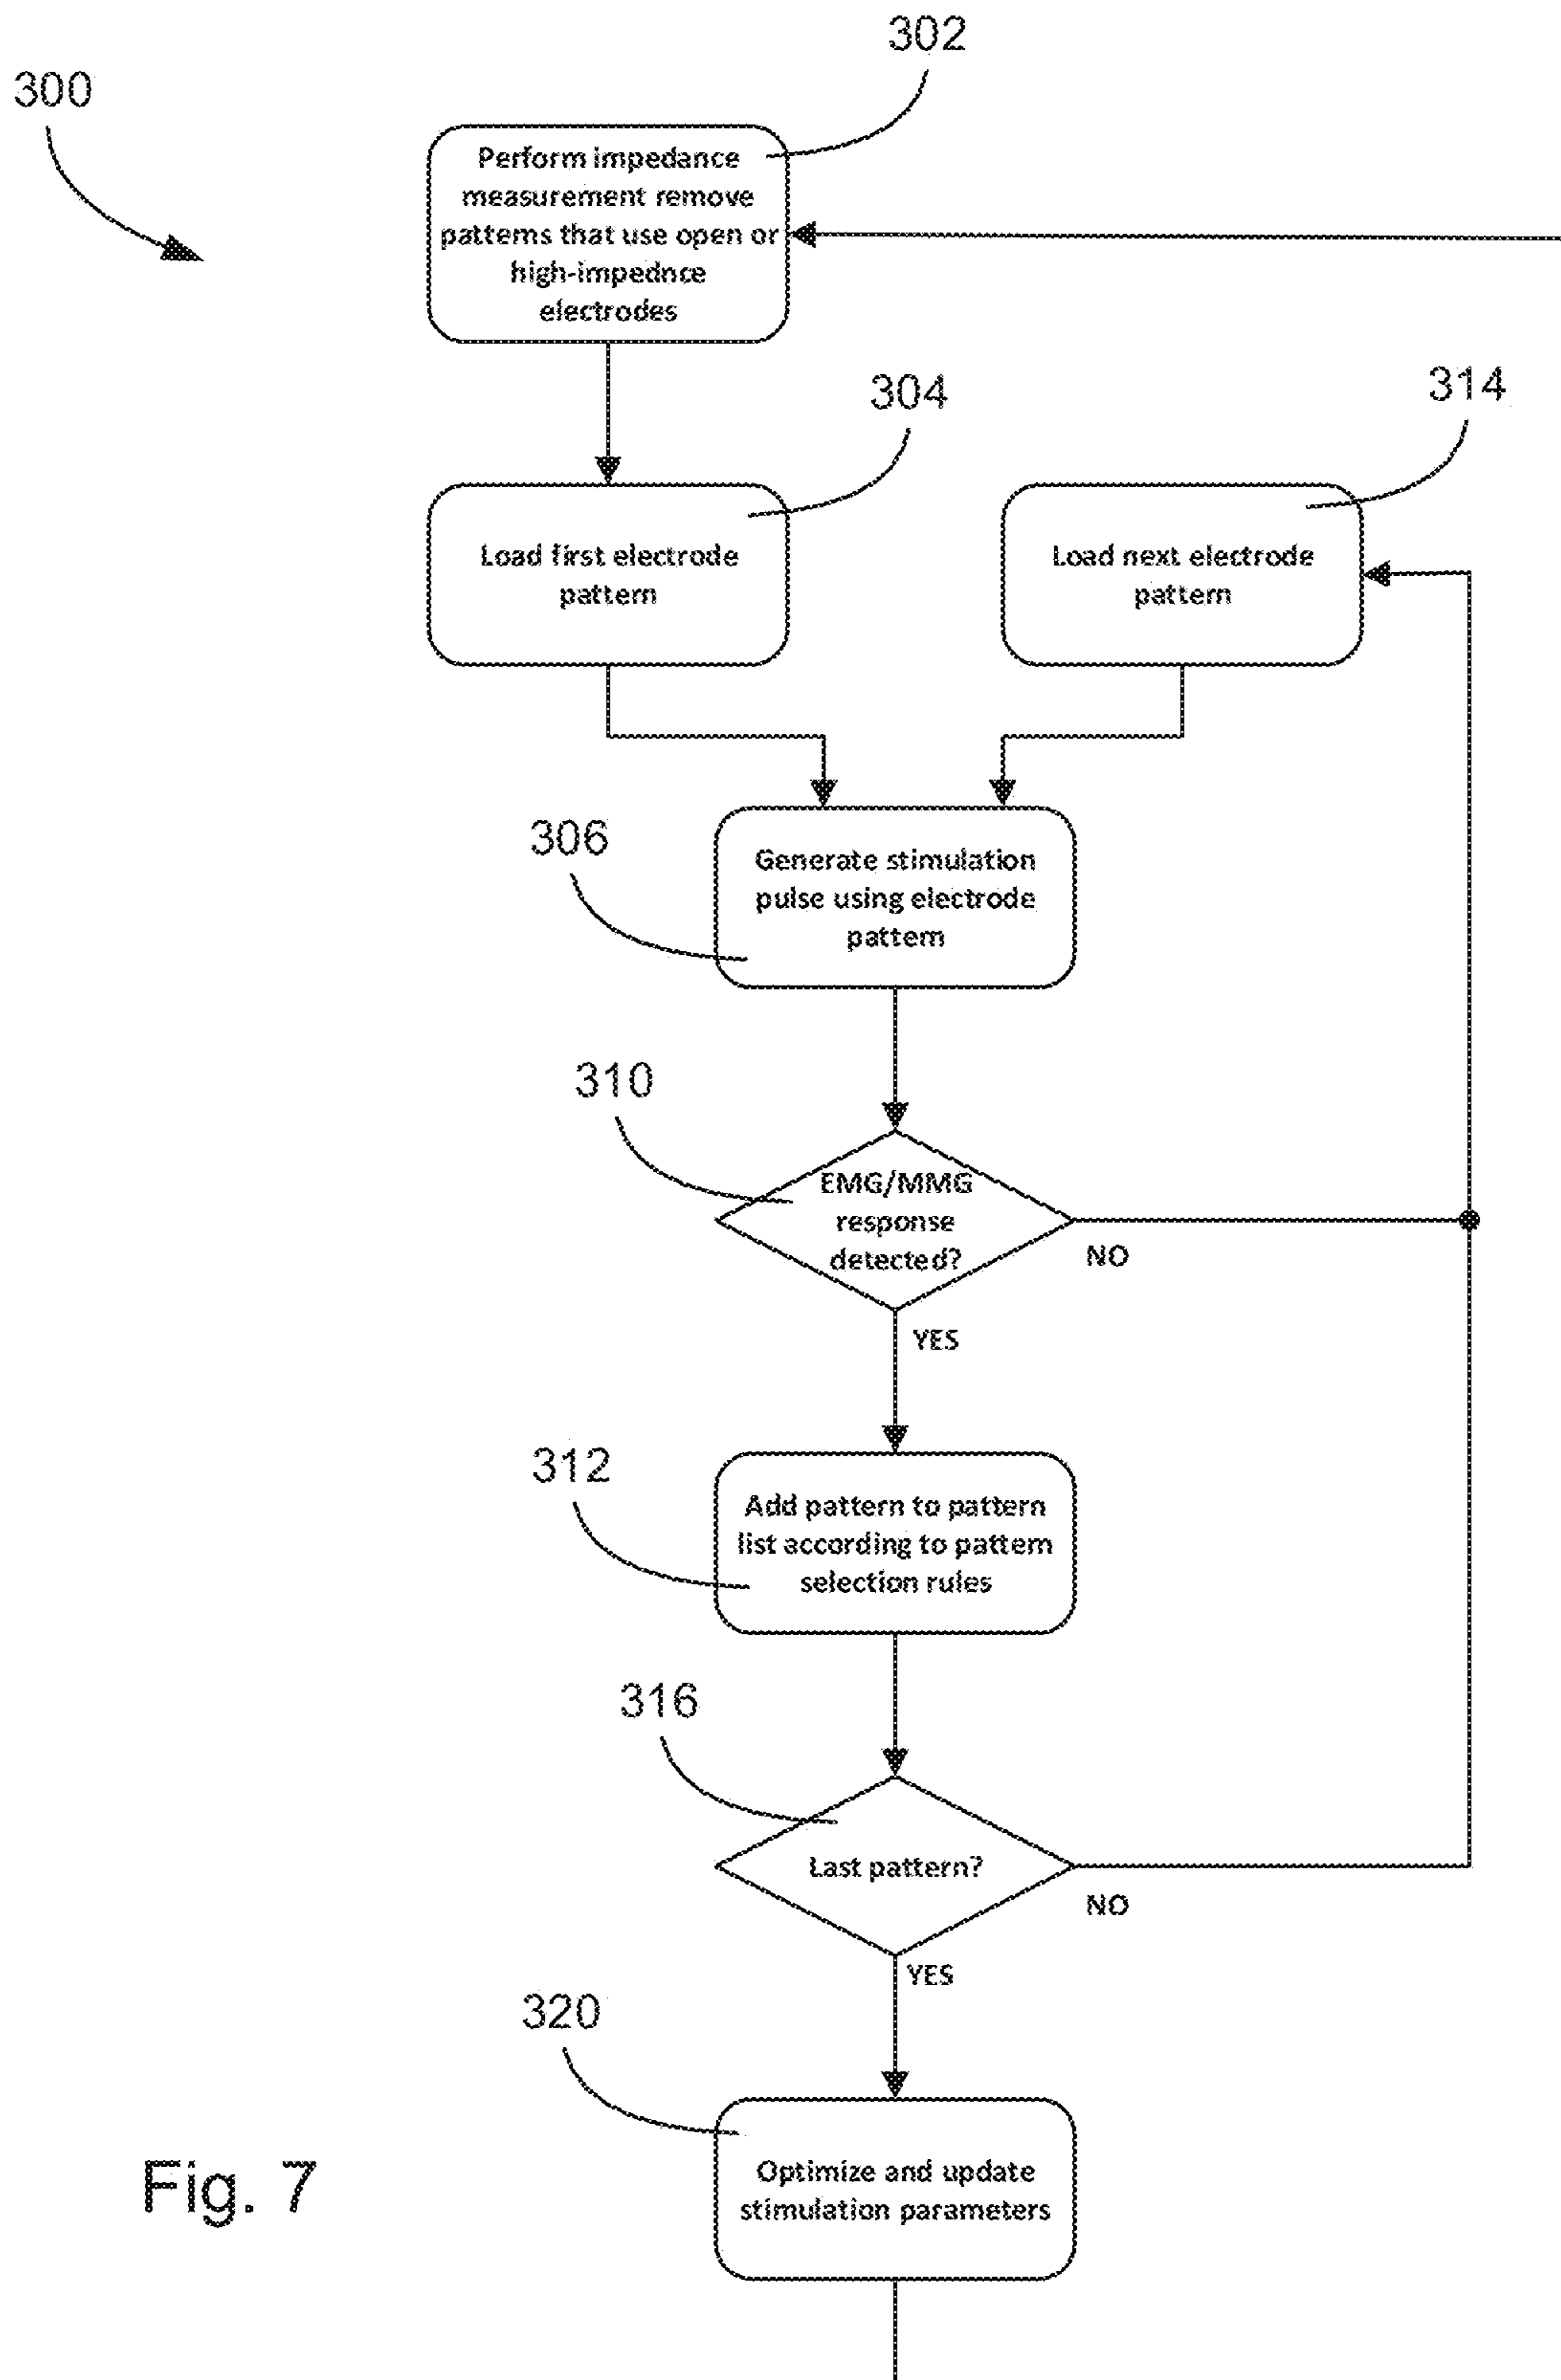 302
300
Perform impedance
measurement remove
patterns that use open or
high-impednce
electrodes
304
314
Load first electrode
pattern
Load next electrode
pattern
306
Generate stimulation
pulse using electrode
pattern
310
EMG/MMG
response
detected?
NO
YES
312
Add pattern to pattern
list according to pattern
selection rules
316
Last pattern?
NO
YES
320
Optimize and update
stimulation parameters
Fig. 7